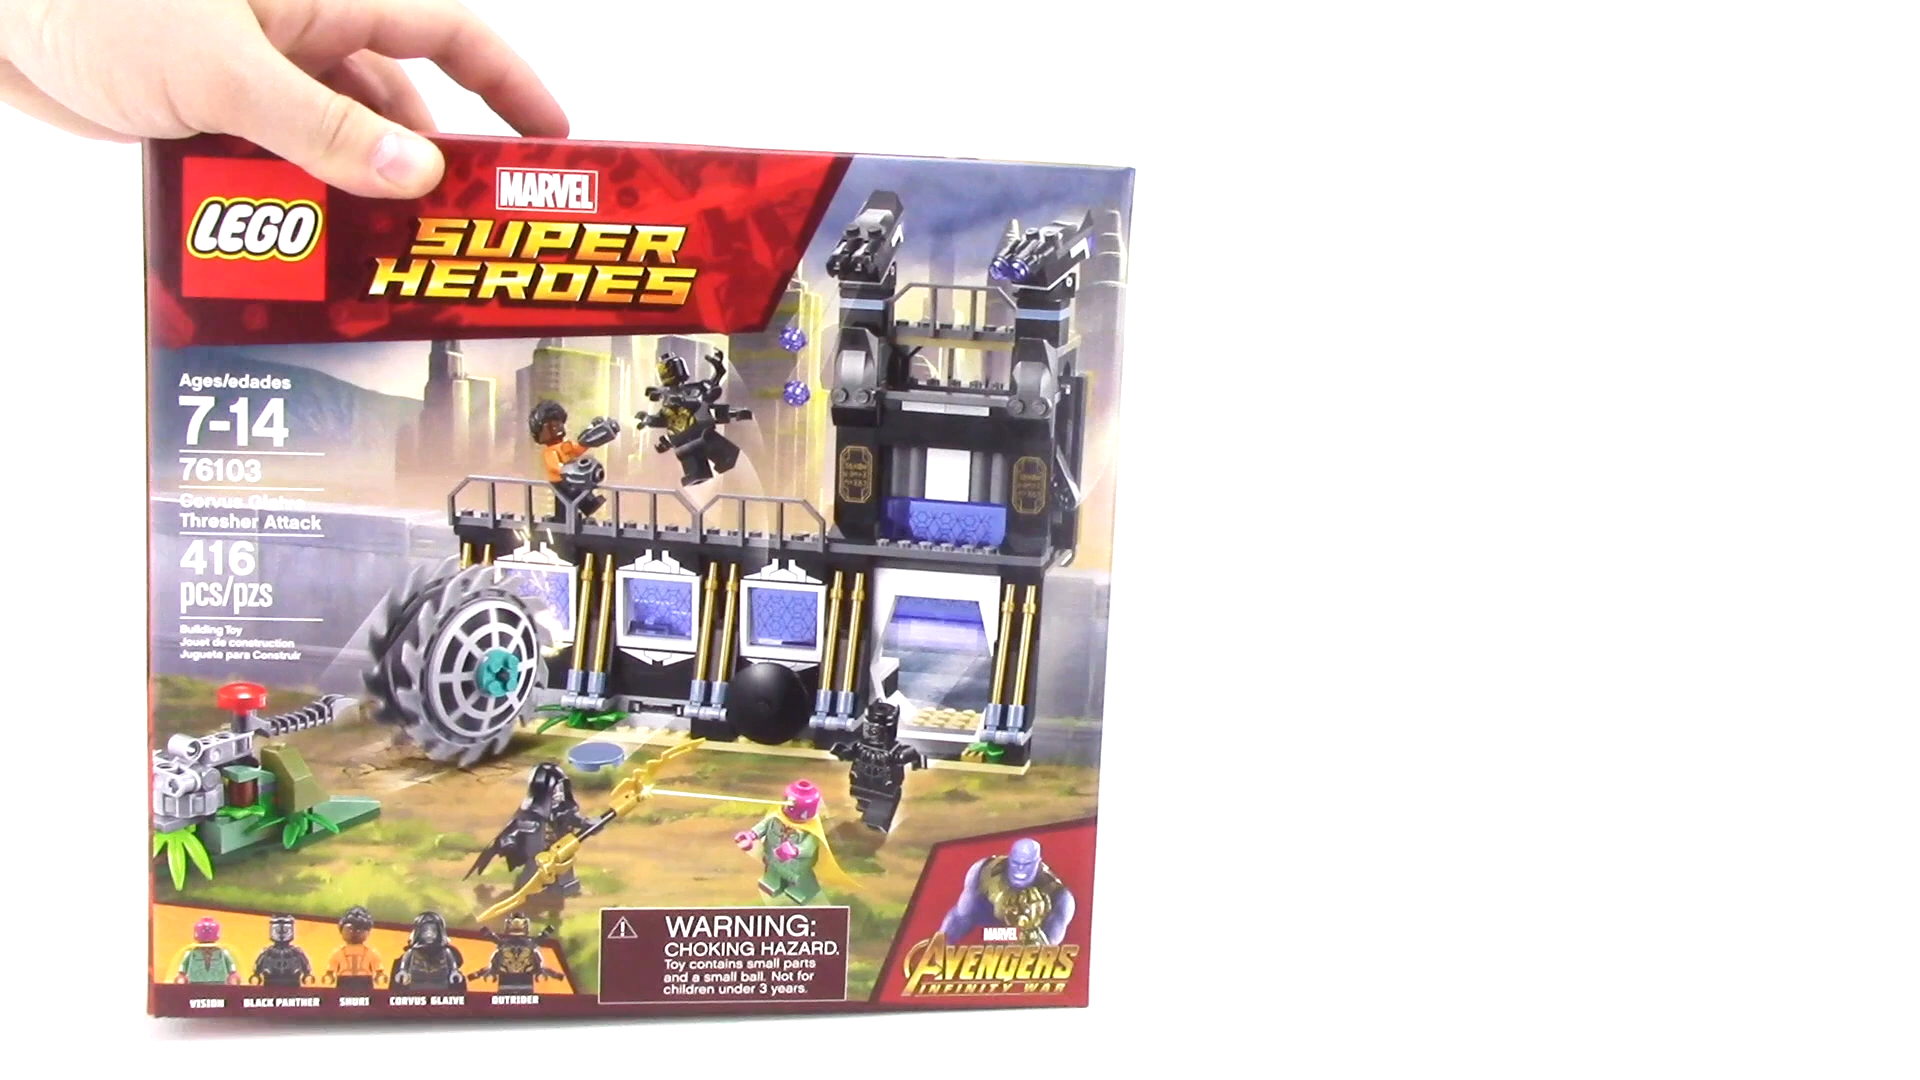 LEGO
MARVEL
SUPER
HEROES
Ages/edades
7-14
76103
Corvus Glaive
Thresher Attack
416
pcs/pzs
Building Toy
Jouet de construction
Juguete para Construir
VISION
BLACK PANTHER
SHURI
CORVUS GLAIVE
OUTRIDER
WARNING:
CHOKING HAZARD.
Toy contains small parts
and a small ball. Not for
children under 3 years.
MARVEL
AVENGERS
INFINITY WAR